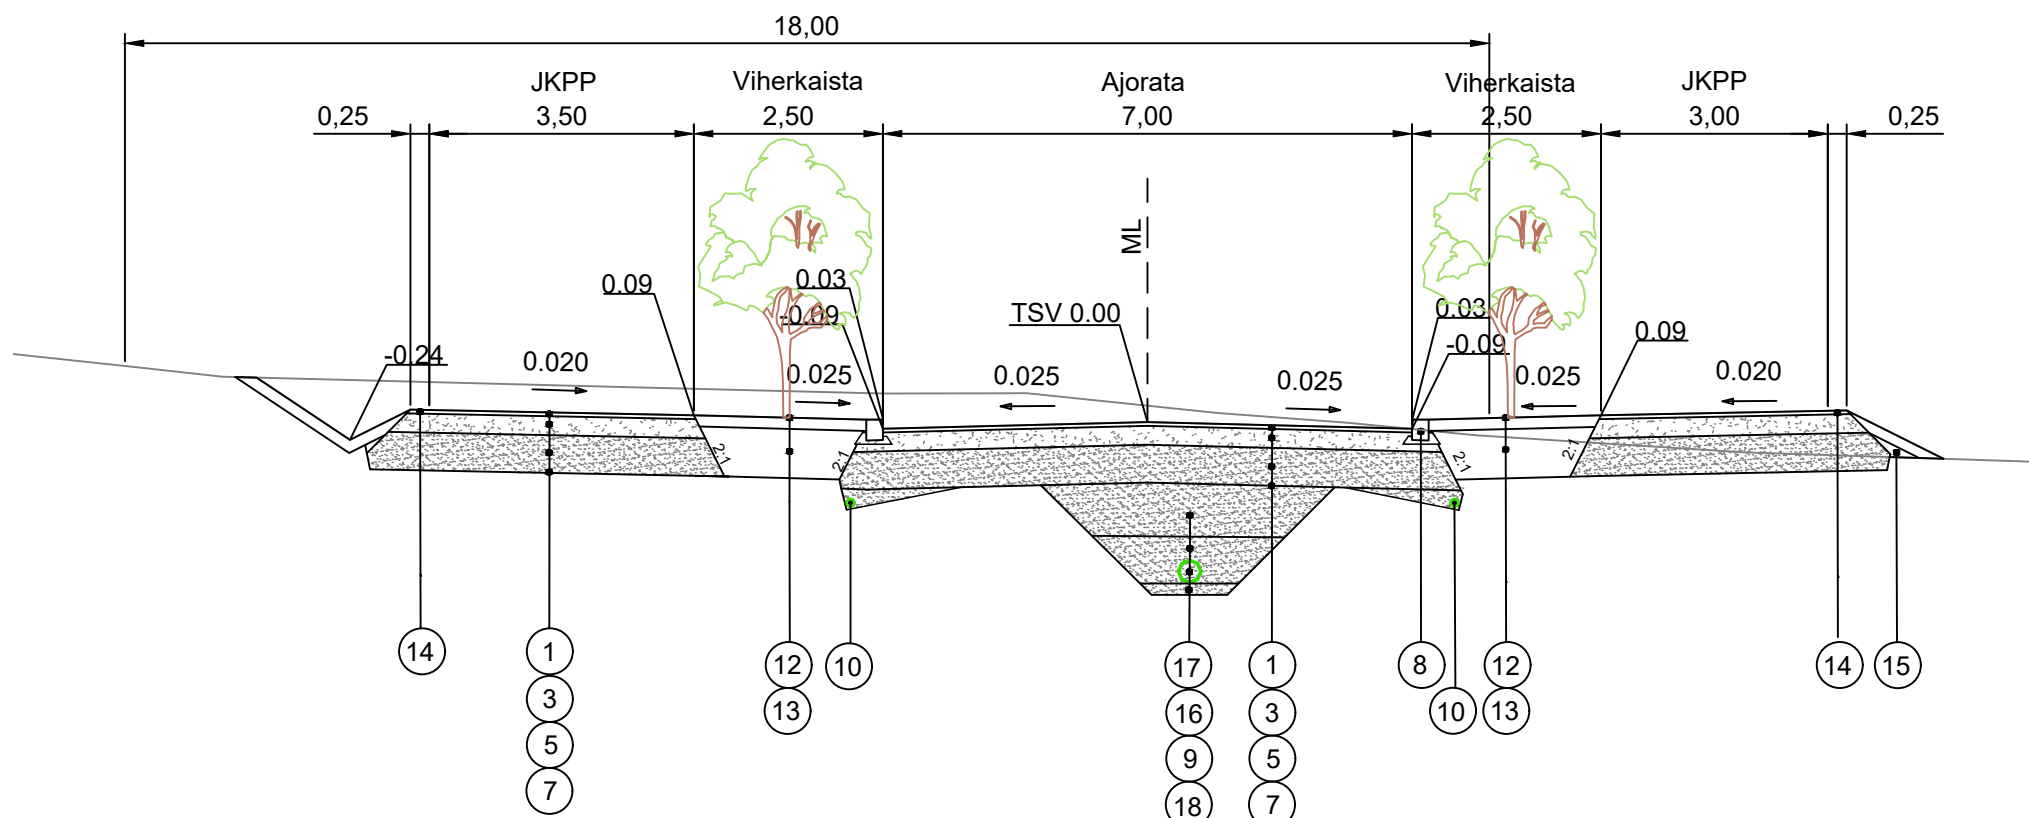 18,00
JKPP Viherkaista Ajorata Viherkaista JKPP
0,25 3,50 2,50 7,00 2,50 3,00 0,25
ML
0.09 0.03 0.03 0.09
-0.09 TSV 0.00 -0.09
-0.24 0.020 0.025 0.025 0.025 0.025 0.020
2:1 2:1 2:1 2:1
14 1 12 10 17 1 8 12 14 15
3 13 16 3 10 13
5 9 5
7 18 7